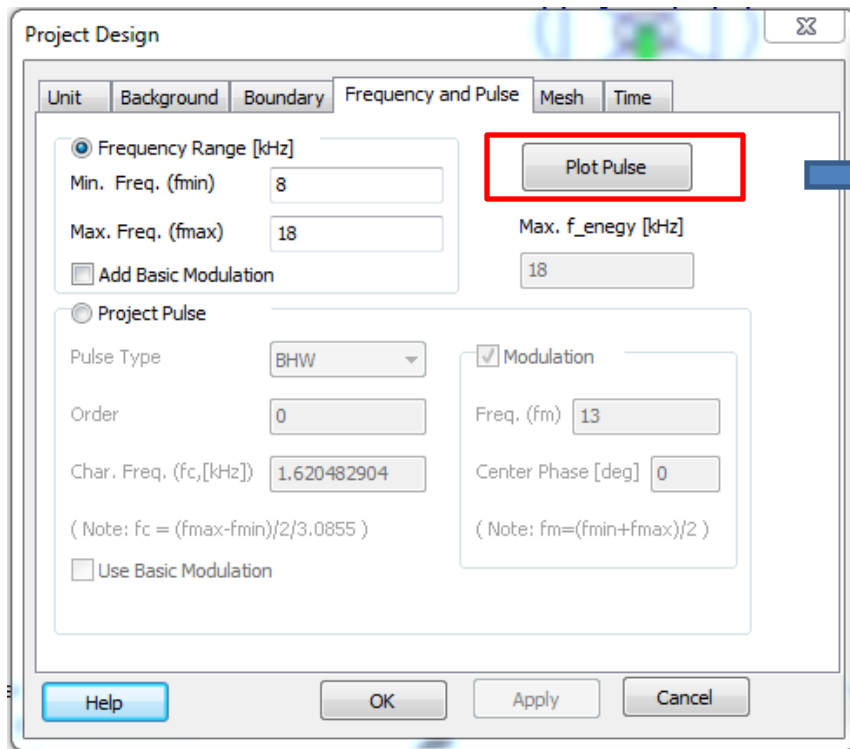 Project Design
Unit Background Boundary Frequency and Pulse Mesh Time
Frequency Range [kHz]
Min. Freq. (fmin) 8
Max. Freq. (fmax) 18
Add Basic Modulation
Plot Pulse
Max. f_enegy [kHz]
18
Project Pulse
Pulse Type BHW
Order 0
Char. Freq. (fc,[kHz]) 1.620482904
( Note: fc = (fmax-fmin)/2/3.0855 )
Use Basic Modulation
Modulation
Freq. (fm) 13
Center Phase [deg] 0
( Note: fm=(fmin+fmax)/2 )
Help OK Apply Cancel